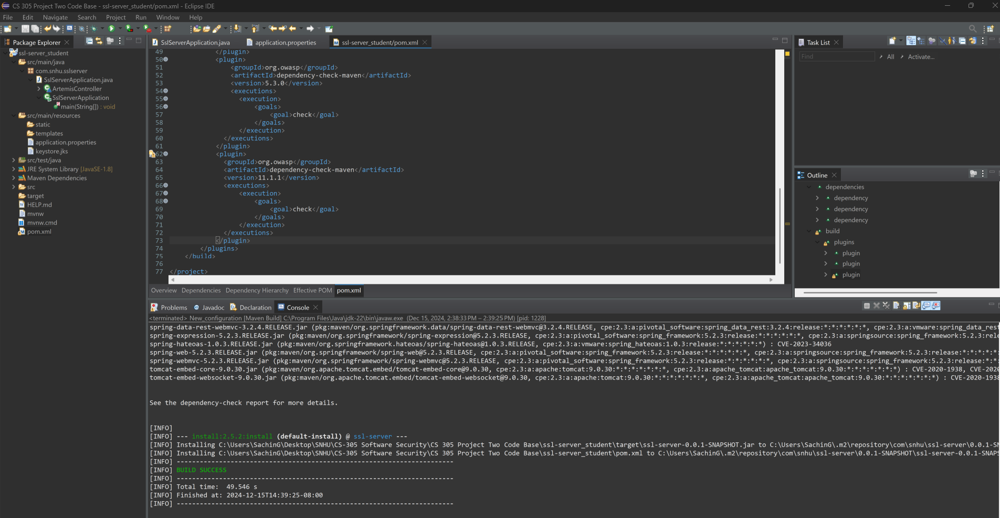 CS 305 Project Two Code Base - ssl-server_student/pom.xml - Eclipse IDE
File Edit Navigate Search Project Run Window Help
Package Explorer
ssl-server_student
src/main/java
com.snhu.sslserver
SslServerApplication.java
ArtemisController
SslServerApplication
main(String[]) : void
src/main/resources
static
templates
application.properties
keystore.jks
src/test/java
JRE System Library [JavaSE-1.8]
Maven Dependencies
src
target
HELP.md
mvnw
mvnw.cmd
pom.xml
SslServerApplication.java application.properties ssl-server_student/pom.xml
49 </plugin>
50 <plugin>
51 <groupId>org.owasp</groupId>
52 <artifactId>dependency-check-maven</artifactId>
53 <version>5.3.0</version>
54 <executions>
55 <execution>
56 <goals>
57 <goal>check</goal>
58 </goals>
59 </execution>
60 </executions>
61 </plugin>
62 <plugin>
63 <groupId>org.owasp</groupId>
64 <artifactId>dependency-check-maven</artifactId>
65 <version>11.1.1</version>
66 <executions>
67 <execution>
68 <goals>
69 <goal>check</goal>
70 </goals>
71 </execution>
72 </executions>
73 </plugin>
74 </plugins>
75 </build>
76
77 </project>
Overview Dependencies Dependency Hierarchy Effective POM pom.xml
Task List
Find All Activate...
Outline
dependencies
dependency
dependency
dependency
build
plugins
plugin
plugin
plugin
Problems Javadoc Declaration Console
<terminated> New_configuration [Maven Build] C:\Program Files\Java\jdk-22\bin\javaw.exe (Dec 15, 2024, 2:38:33 PM – 2:39:25 PM) [pid: 1228]
spring-data-rest-webmvc-3.2.4.RELEASE.jar (pkg:maven/org.springframework.data/spring-data-rest-webmvc@3.2.4.RELEASE, cpe:2.3:a:pivotal_software:spring_data_rest:3.2.4:release:*:*:*:*:*:*, cpe:2.3:a:vmware:spring_data_rest
spring-expression-5.2.3.RELEASE.jar (pkg:maven/org.springframework/spring-expression@5.2.3.RELEASE, cpe:2.3:a:pivotal_software:spring_framework:5.2.3:release:*:*:*:*:*:*, cpe:2.3:a:springsource:spring_framework:5.2.3:rele
spring-hateoas-1.0.3.RELEASE.jar (pkg:maven/org.springframework.hateoas/spring-hateoas@1.0.3.RELEASE, cpe:2.3:a:vmware:spring_hateoas:1.0.3:release:*:*:*:*:*:*) : CVE-2023-34036
spring-web-5.2.3.RELEASE.jar (pkg:maven/org.springframework/spring-web@5.2.3.RELEASE, cpe:2.3:a:pivotal_software:spring_framework:5.2.3:release:*:*:*:*:*:*, cpe:2.3:a:springsource:spring_framework:5.2.3:release:*:*:*:*:*
spring-webmvc-5.2.3.RELEASE.jar (pkg:maven/org.springframework/spring-webmvc@5.2.3.RELEASE, cpe:2.3:a:pivotal_software:spring_framework:5.2.3:release:*:*:*:*:*:*, cpe:2.3:a:springsource:spring_framework:5.2.3:release:*:*:
tomcat-embed-core-9.0.30.jar (pkg:maven/org.apache.tomcat.embed/tomcat-embed-core@9.0.30, cpe:2.3:a:apache:tomcat:9.0.30:*:*:*:*:*:*:*, cpe:2.3:a:apache_tomcat:apache_tomcat:9.0.30:*:*:*:*:*:*:*) : CVE-2020-1938, CVE-202
tomcat-embed-websocket-9.0.30.jar (pkg:maven/org.apache.tomcat.embed/tomcat-embed-websocket@9.0.30, cpe:2.3:a:apache:tomcat:9.0.30:*:*:*:*:*:*:*, cpe:2.3:a:apache_tomcat:apache_tomcat:9.0.30:*:*:*:*:*:*:*) : CVE-2020-1938
See the dependency-check report for more details.
[INFO]
[INFO] --- install:2.5.2:install (default-install) @ ssl-server ---
[INFO] Installing C:\Users\SachinG\Desktop\SNHU\CS-305 Software Security\CS 305 Project Two Code Base\ssl-server_student\target\ssl-server-0.0.1-SNAPSHOT.jar to C:\Users\SachinG\.m2\repository\com\snhu\ssl-server\0.0.1-SN
[INFO] Installing C:\Users\SachinG\Desktop\SNHU\CS-305 Software Security\CS 305 Project Two Code Base\ssl-server_student\pom.xml to C:\Users\SachinG\.m2\repository\com\snhu\ssl-server\0.0.1-SNAPSHOT\ssl-server-0.0.1-SNAPS
[INFO] ------------------------------------------------------------------------
[INFO] BUILD SUCCESS
[INFO] ------------------------------------------------------------------------
[INFO] Total time:  49.546 s
[INFO] Finished at: 2024-12-15T14:39:25-08:00
[INFO] ------------------------------------------------------------------------